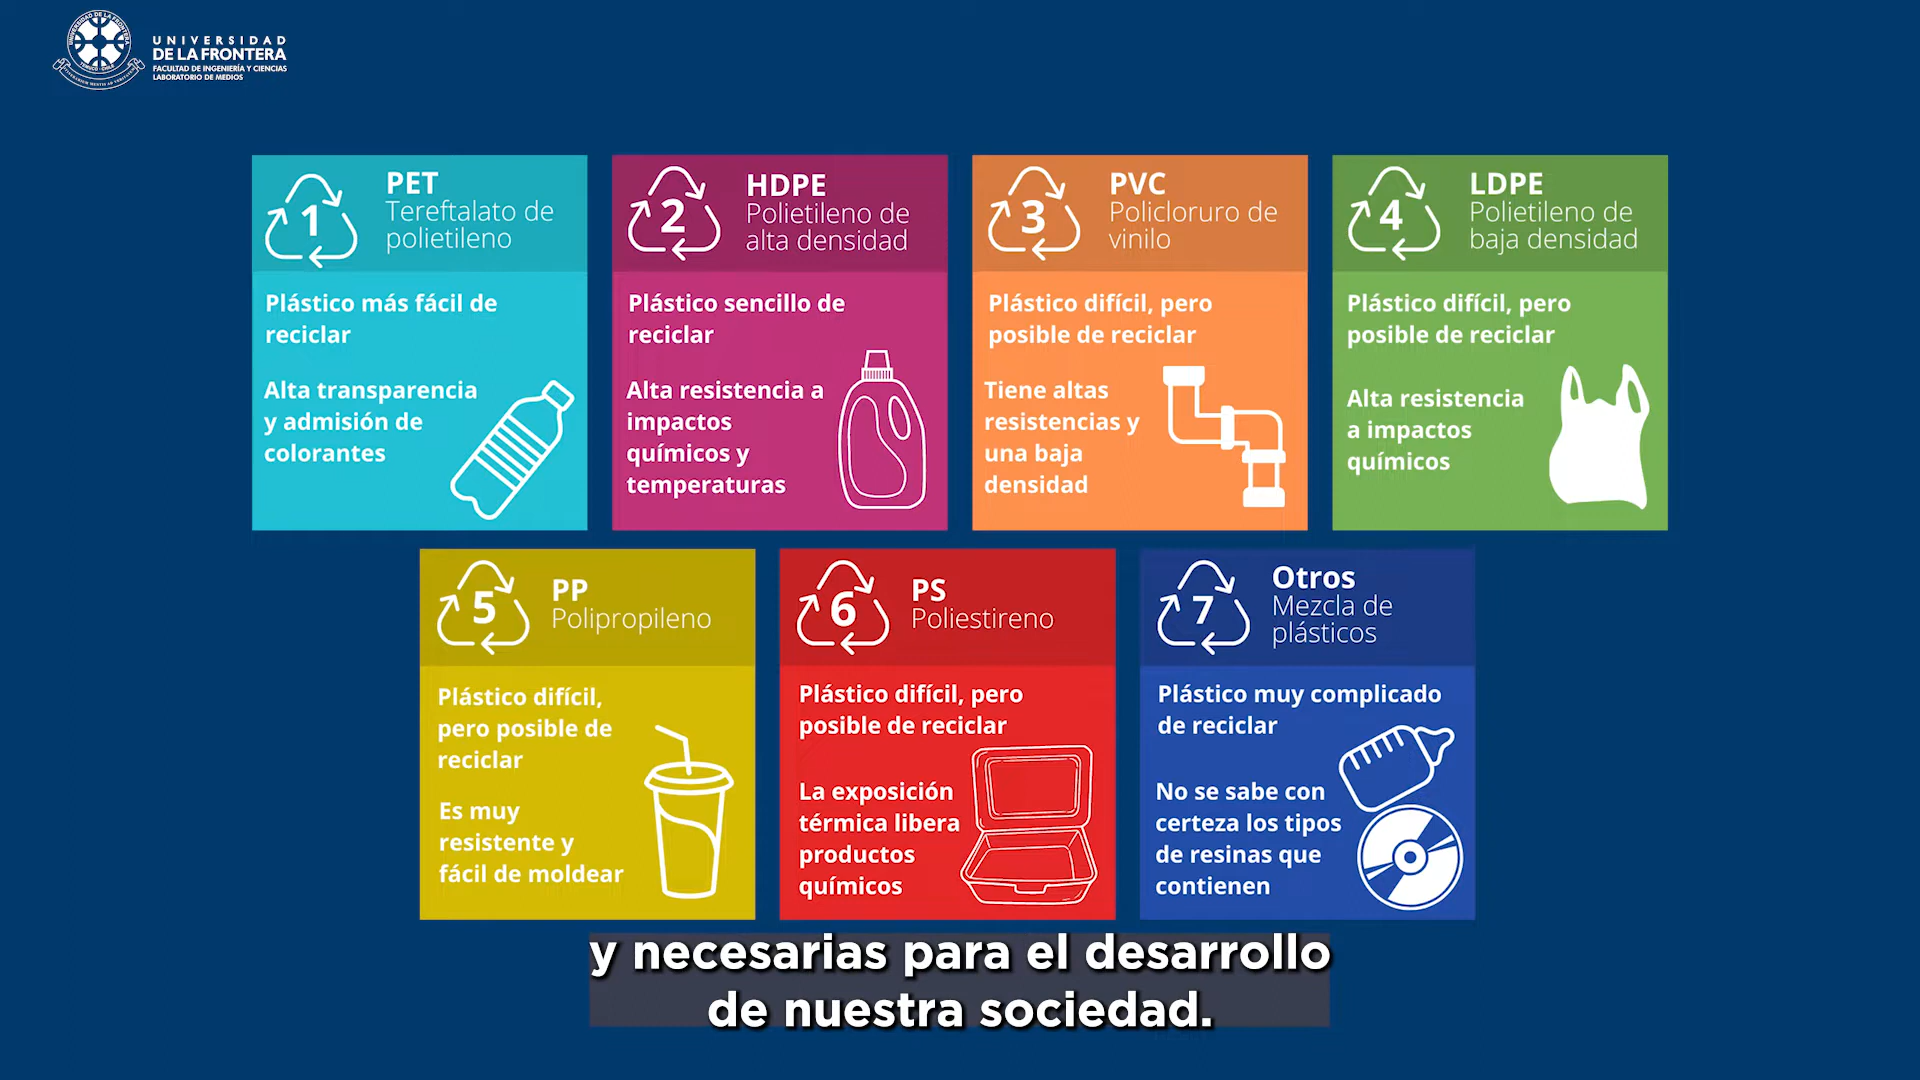 UNIVERSIDAD
DE LA FRONTERA
FACULTAD DE INGENIERÍA Y CIENCIAS
LABORATORIO DE MEDIOS
1
PET
Tereftalato de
polietileno
Plástico más fácil de
reciclar
Alta transparencia
y admisión de
colorantes
2
HDPE
Polietileno de
alta densidad
Plástico sencillo de
reciclar
Alta resistencia a
impactos
químicos y
temperaturas
3
PVC
Policloruro de
vinilo
Plástico difícil, pero
posible de reciclar
Tiene altas
resistencias y
una baja
densidad
4
LDPE
Polietileno de
baja densidad
Plástico difícil, pero
posible de reciclar
Alta resistencia
a impactos
químicos
5
PP
Polipropileno
Plástico difícil,
pero posible de
reciclar
Es muy
resistente y
fácil de moldear
6
PS
Poliestireno
Plástico difícil, pero
posible de reciclar
La exposición
térmica libera
productos
químicos
7
Otros
Mezcla de
plásticos
Plástico muy complicado
de reciclar
No se sabe con
certeza los tipos
de resinas que
contienen
y necesarias para el desarrollo
de nuestra sociedad.